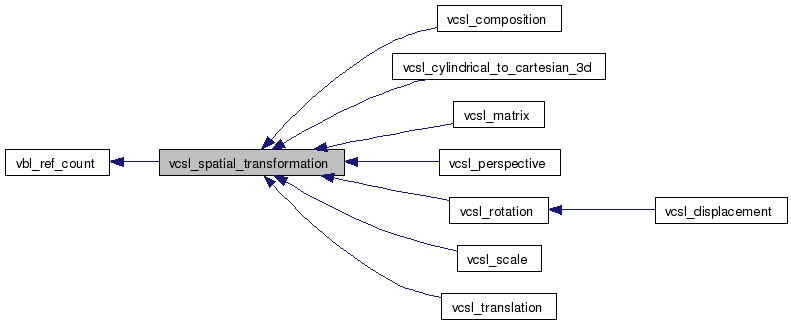 vcsl_composition
vcsl_cylindrical_to_cartesian_3d
vcsl_matrix
vbl_ref_count
vcsl_spatial_transformation
vcsl_perspective
vcsl_rotation
vcsl_displacement
vcsl_scale
vcsl_translation